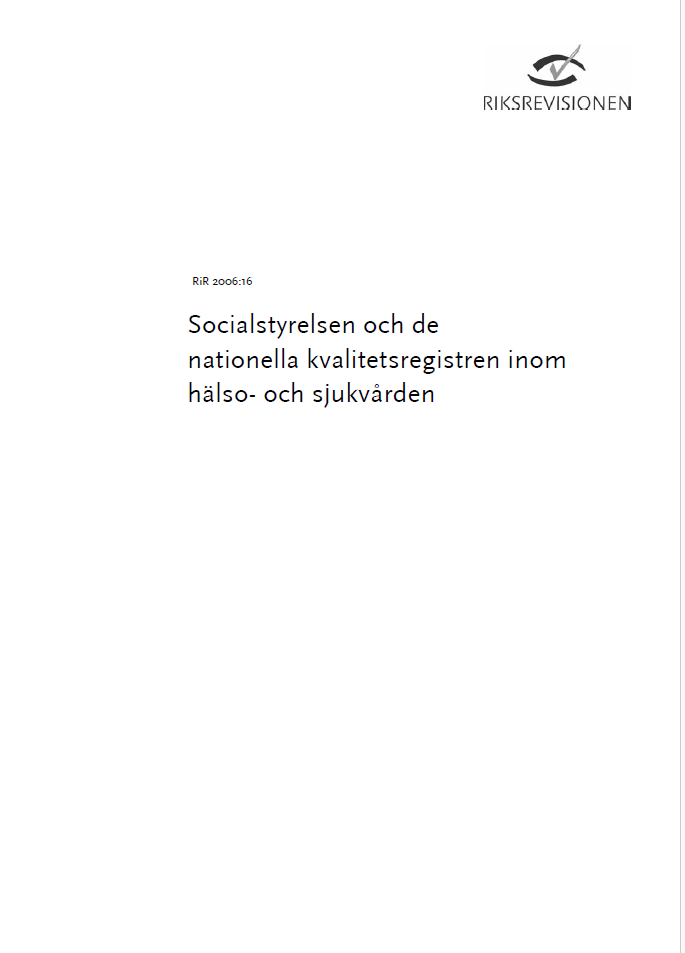 RIKSREVISIONEN
RiR 2006:16
Socialstyrelsen och de
nationella kvalitetsregistren inom
hälso- och sjukvården